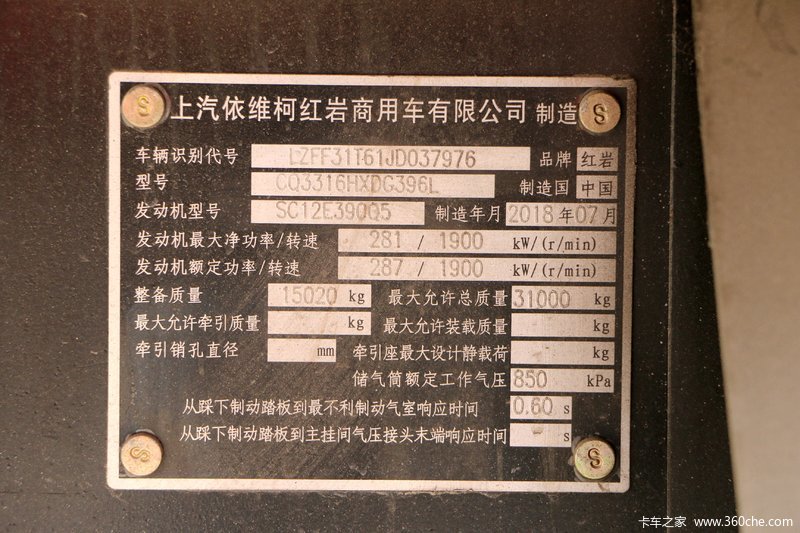 上汽依维柯红岩商用车有限公司 制造
车辆识别代号 LZFF31T61JD037976 品牌 红岩
型号 CQ3316HXDG396L 制造国 中国
发动机型号 SC12E390Q5 制造年月 2018年07月
发动机最大净功率/转速 281 / 1900 kW/(r/min)
发动机额定功率/转速 287 / 1900 kW/(r/min)
整备质量 15020 kg 最大允许总质量 31000 kg
最大允许牵引质量 / kg 最大允许装载质量 kg
牵引销孔直径 mm 牵引座最大设计静载荷 kg
储气筒额定工作气压 850 kPa
从踩下制动踏板到最不利制动气室响应时间 0.60 s
从踩下制动踏板到主挂间气压接头末端响应时间 s
卡车之家 www.360che.com